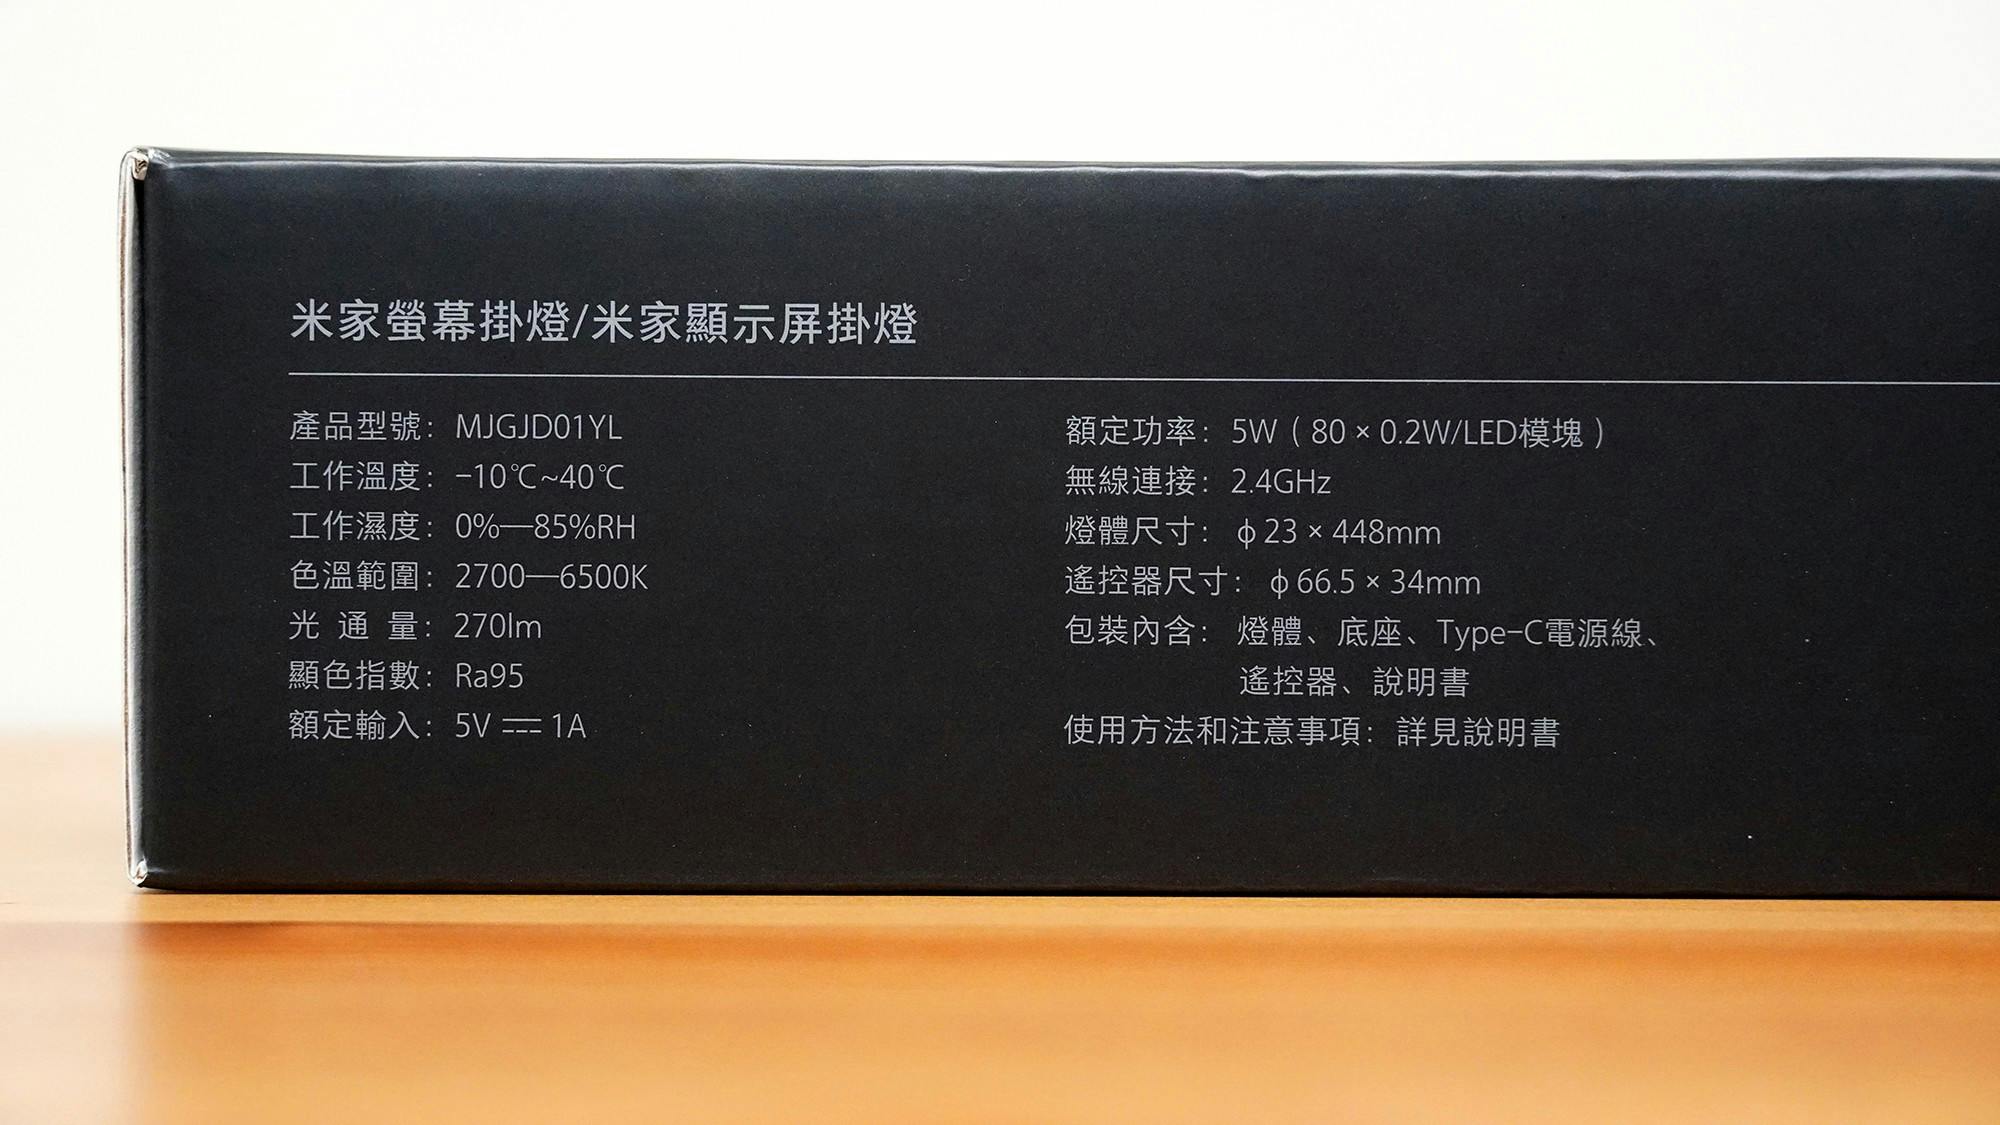 米家螢幕掛燈/米家顯示屏掛燈
產品型號：MJGJD01YL
工作溫度：-10℃~40℃
工作濕度：0%—85%RH
色溫範圍：2700—6500K
光 通 量：270lm
顯色指數：Ra95
額定輸入：5V ⎓ 1A
額定功率：5W（80 × 0.2W/LED模塊）
無線連接：2.4GHz
燈體尺寸：ϕ 23 × 448mm
遙控器尺寸：ϕ 66.5 × 34mm
包裝內含：燈體、底座、Type-C電源線、
遙控器、說明書
使用方法和注意事項：詳見說明書